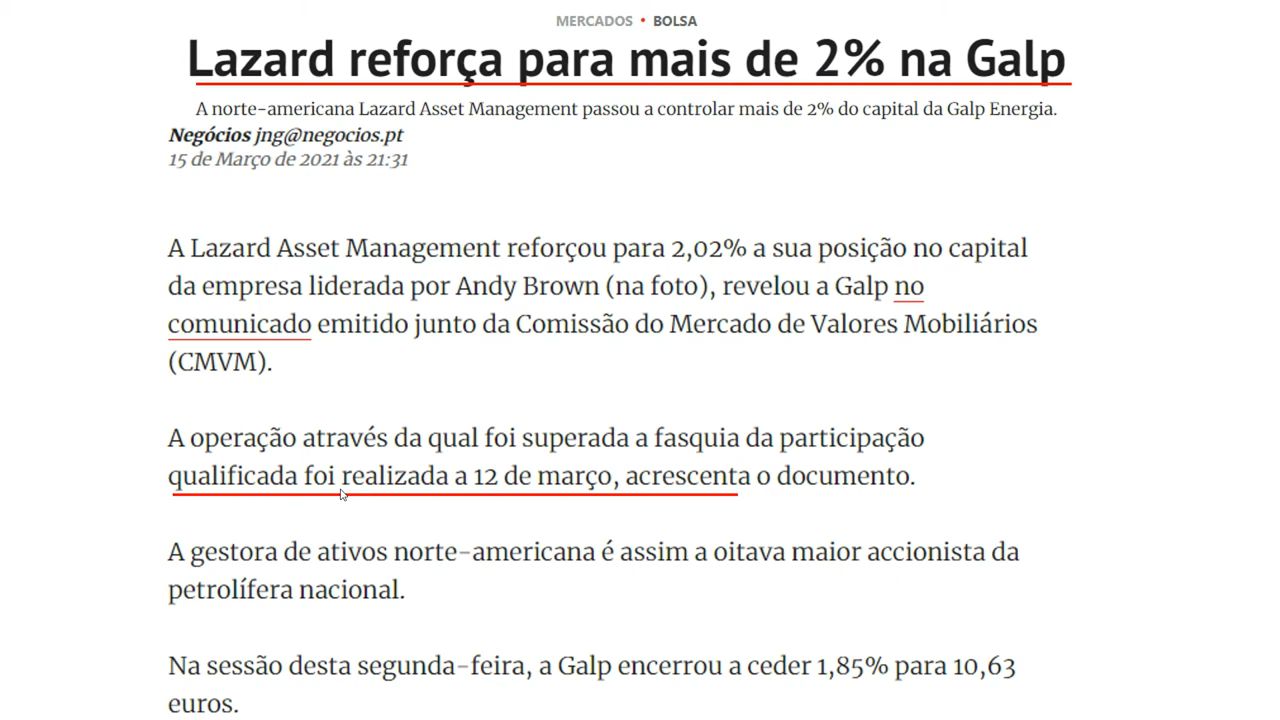 MERCADOS • BOLSA
Lazard reforça para mais de 2% na Galp
A norte-americana Lazard Asset Management passou a controlar mais de 2% do capital da Galp Energia.
Negócios jng@negocios.pt
15 de Março de 2021 às 21:31
A Lazard Asset Management reforçou para 2,02% a sua posição no capital
da empresa liderada por Andy Brown (na foto), revelou a Galp no
comunicado emitido junto da Comissão do Mercado de Valores Mobiliários
(CMVM).
A operação através da qual foi superada a fasquia da participação
qualificada foi realizada a 12 de março, acrescenta o documento.
A gestora de ativos norte-americana é assim a oitava maior accionista da
petrolífera nacional.
Na sessão desta segunda-feira, a Galp encerrou a ceder 1,85% para 10,63
euros.